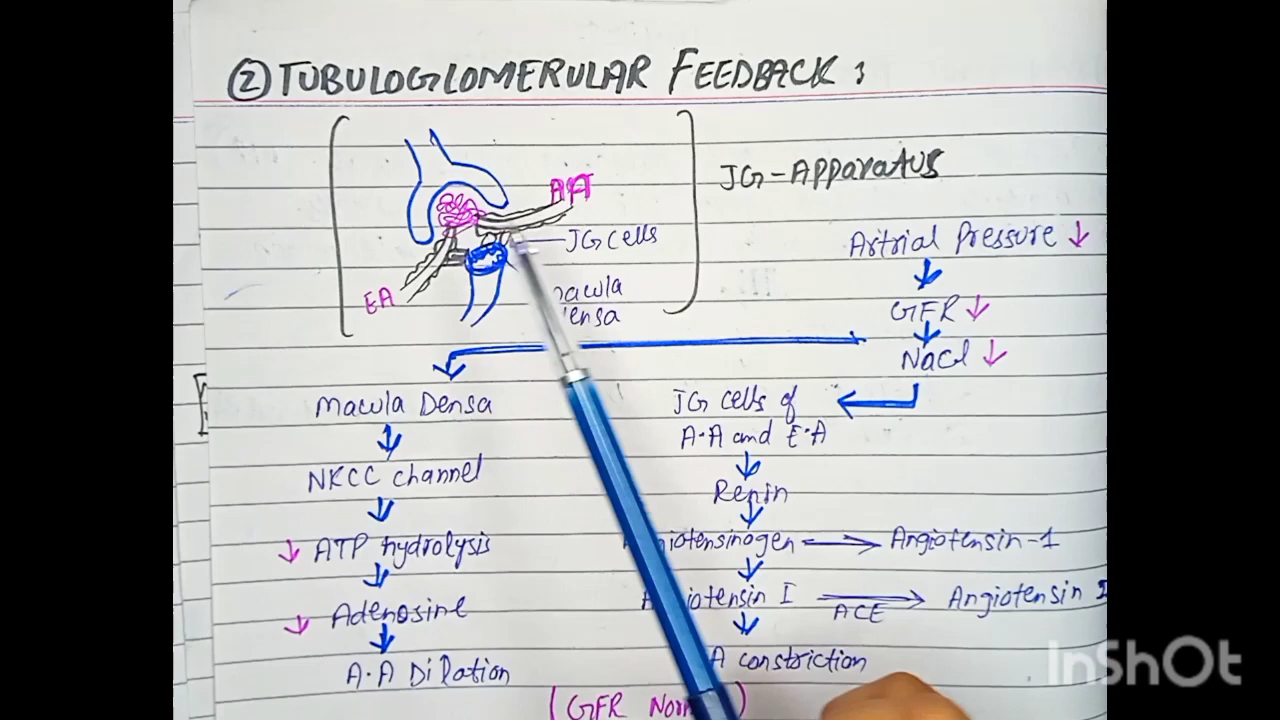 ② TUBULOGLOMERULAR FEEDBACK :
JG-APParatus
AA
JG cells
EA
Artrial Pressure ↓
GFR ↓
NaCl ↓
Macula Densa
NKCC channel
↓ ATP hydrolysis
↓ Adenosine
A.A Dilation
JG cells of
A.A and E.A
Renin
Angiotensin-1
I
ACE
Angiotensin
A constriction
(GFR
InShOt